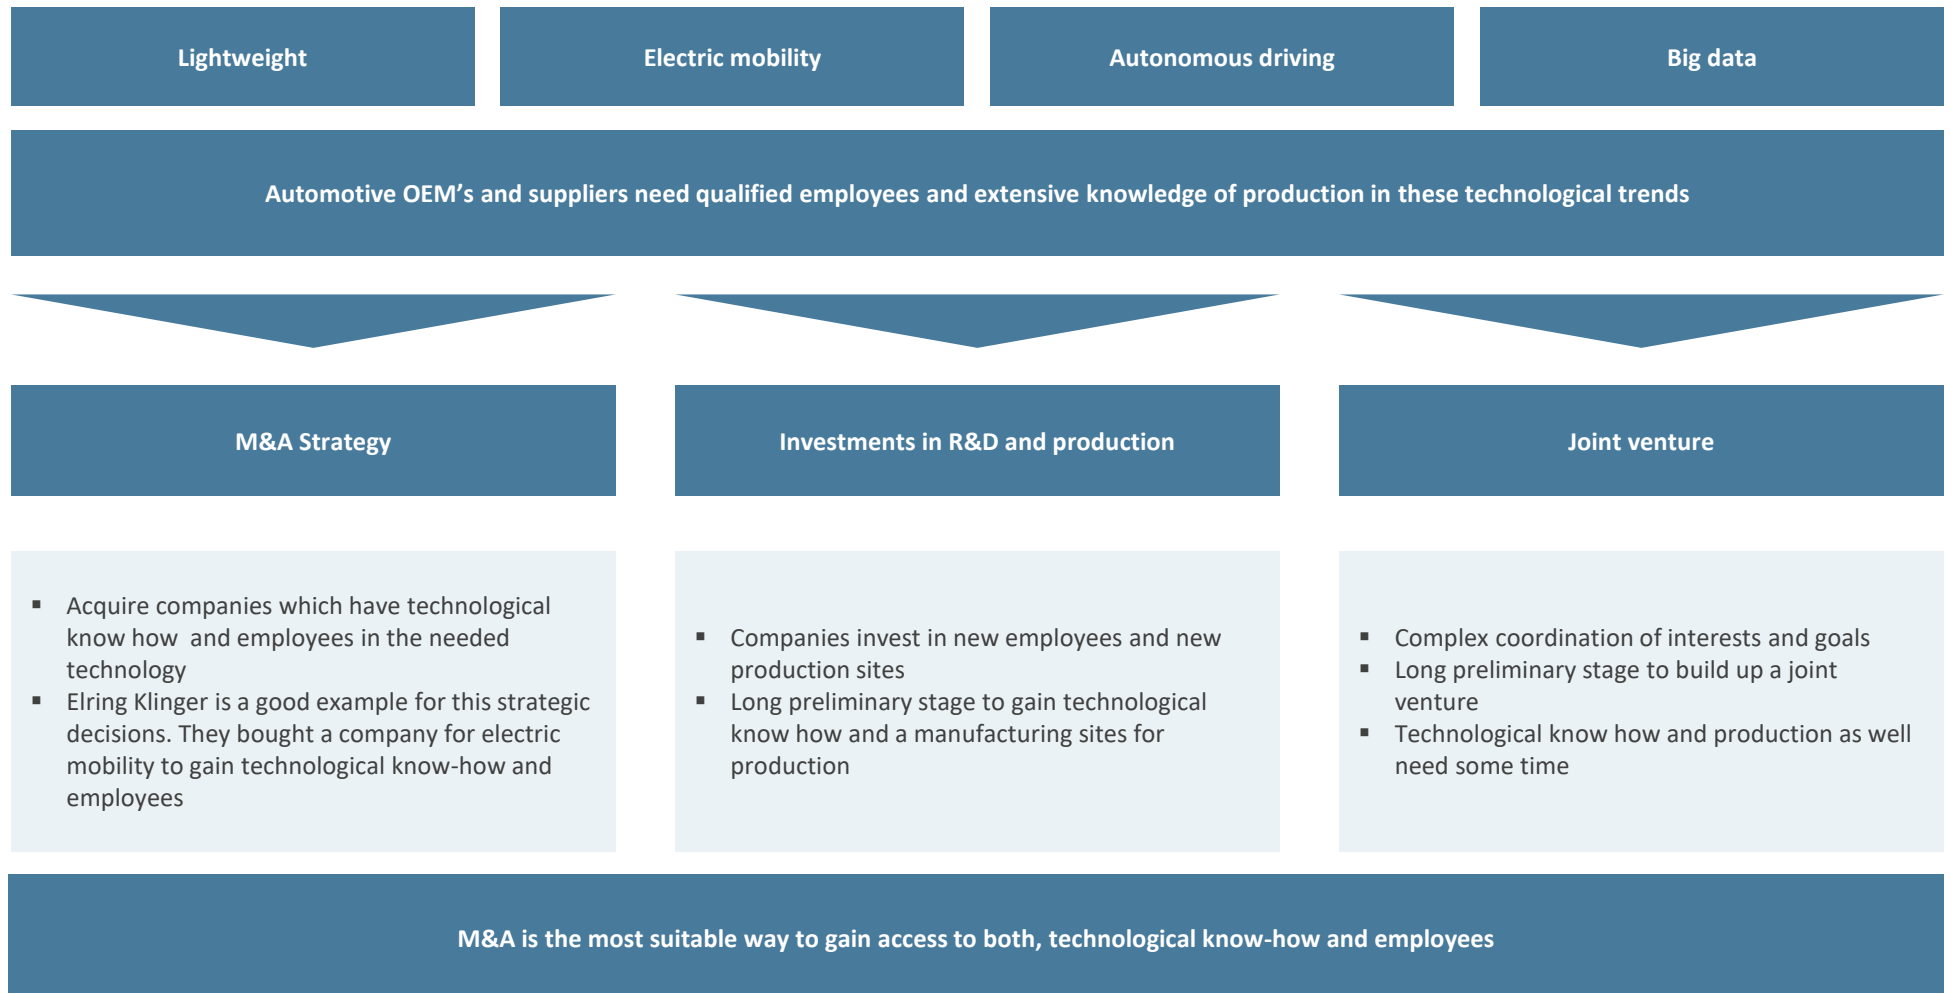 Lightweight
Electric mobility
Autonomous driving
Big data
Automotive OEM’s and suppliers need qualified employees and extensive knowledge of production in these technological trends
M&A Strategy
Investments in R&D and production
Joint venture
▪ Acquire companies which have technological
know how  and employees in the needed
technology
▪ Elring Klinger is a good example for this strategic
decisions. They bought a company for electric
mobility to gain technological know-how and
employees
▪ Companies invest in new employees and new
production sites
▪ Long preliminary stage to gain technological
know how and a manufacturing sites for
production
▪ Complex coordination of interests and goals
▪ Long preliminary stage to build up a joint
venture
▪ Technological know how and production as well
need some time
M&A is the most suitable way to gain access to both, technological know-how and employees